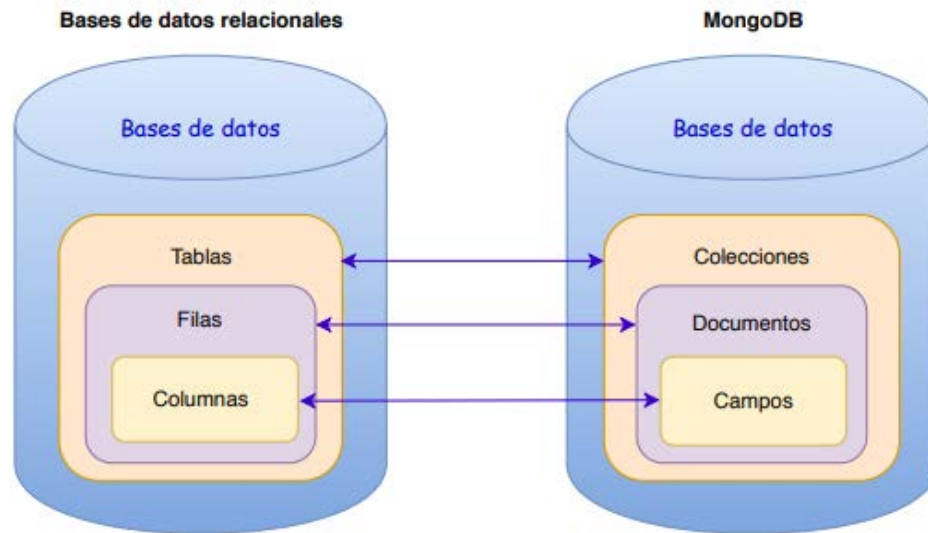 Bases de datos relacionales
MongoDB
Bases de datos
Bases de datos
Tablas
Colecciones
Filas
Documentos
Columnas
Campos